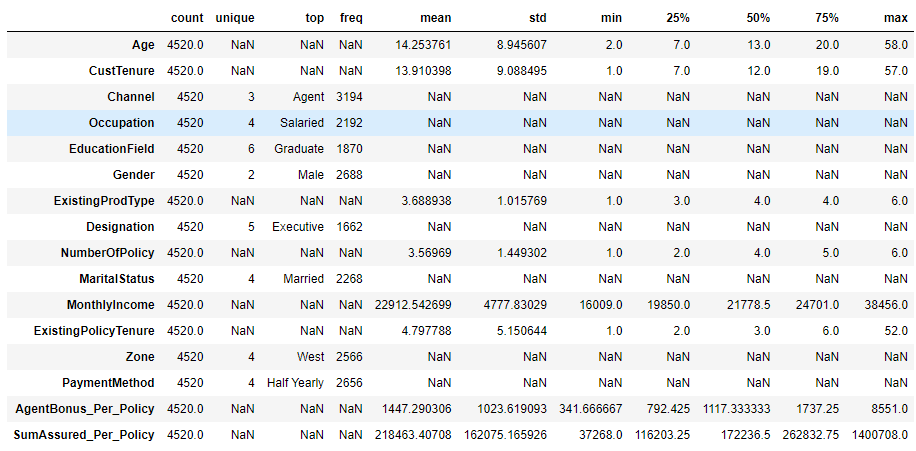 count unique top freq mean std min 25% 50% 75% max
Age 4520.0 NaN NaN NaN 14.253761 8.945607 2.0 7.0 13.0 20.0 58.0
CustTenure 4520.0 NaN NaN NaN 13.910398 9.088495 1.0 7.0 12.0 19.0 57.0
Channel 4520 3 Agent 3194 NaN NaN NaN NaN NaN NaN NaN
Occupation 4520 4 Salaried 2192 NaN NaN NaN NaN NaN NaN NaN
EducationField 4520 6 Graduate 1870 NaN NaN NaN NaN NaN NaN NaN
Gender 4520 2 Male 2688 NaN NaN NaN NaN NaN NaN NaN
ExistingProdType 4520.0 NaN NaN NaN 3.688938 1.015769 1.0 3.0 4.0 4.0 6.0
Designation 4520 5 Executive 1662 NaN NaN NaN NaN NaN NaN NaN
NumberOfPolicy 4520.0 NaN NaN NaN 3.56969 1.449302 1.0 2.0 4.0 5.0 6.0
MaritalStatus 4520 4 Married 2268 NaN NaN NaN NaN NaN NaN NaN
MonthlyIncome 4520.0 NaN NaN NaN 22912.542699 4777.83029 16009.0 19850.0 21778.5 24701.0 38456.0
ExistingPolicyTenure 4520.0 NaN NaN NaN 4.797788 5.150644 1.0 2.0 3.0 6.0 52.0
Zone 4520 4 West 2566 NaN NaN NaN NaN NaN NaN NaN
PaymentMethod 4520 4 Half Yearly 2656 NaN NaN NaN NaN NaN NaN NaN
AgentBonus_Per_Policy 4520.0 NaN NaN NaN 1447.290306 1023.619093 341.666667 792.425 1117.333333 1737.25 8551.0
SumAssured_Per_Policy 4520.0 NaN NaN NaN 218463.40708 162075.165926 37268.0 116203.25 172236.5 262832.75 1400708.0